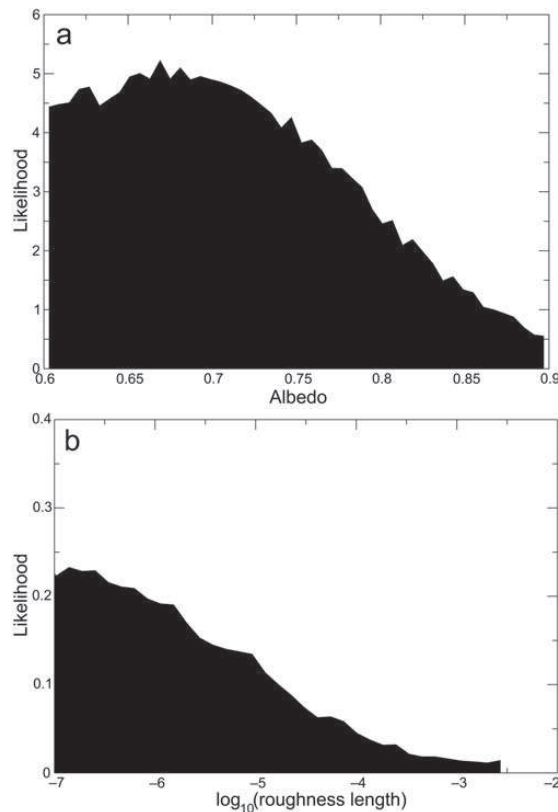 6
a
5
4
Likelihood
3
2
1
0
0.6 0.65 0.7 0.75 0.8 0.85 0.9
Albedo
0.4
b
0.3
Likelihood
0.2
0.1
0
–7 –6 –5 –4 –3 –2
log10(roughness length)